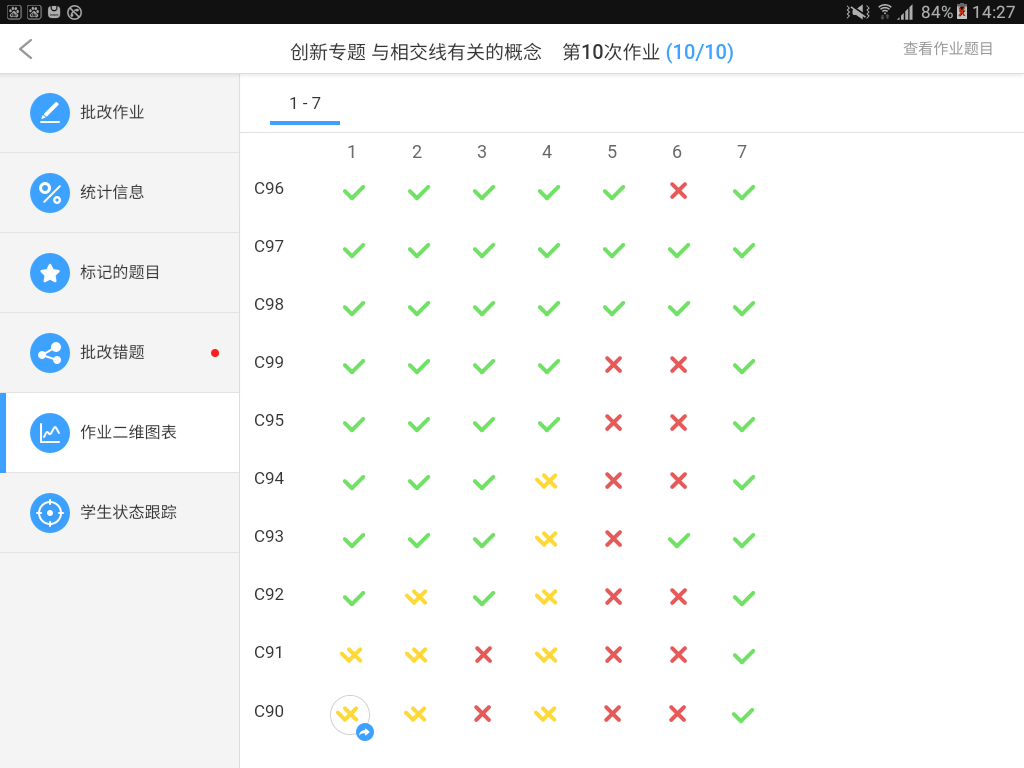 84% 14:27
创新专题 与相交线有关的概念 第10次作业 (10/10) 查看作业题目
批改作业
统计信息
标记的题目
批改错题
作业二维图表
学生状态跟踪
1 - 7
1 2 3 4 5 6 7
C96
C97
C98
C99
C95
C94
C93
C92
C91
C90